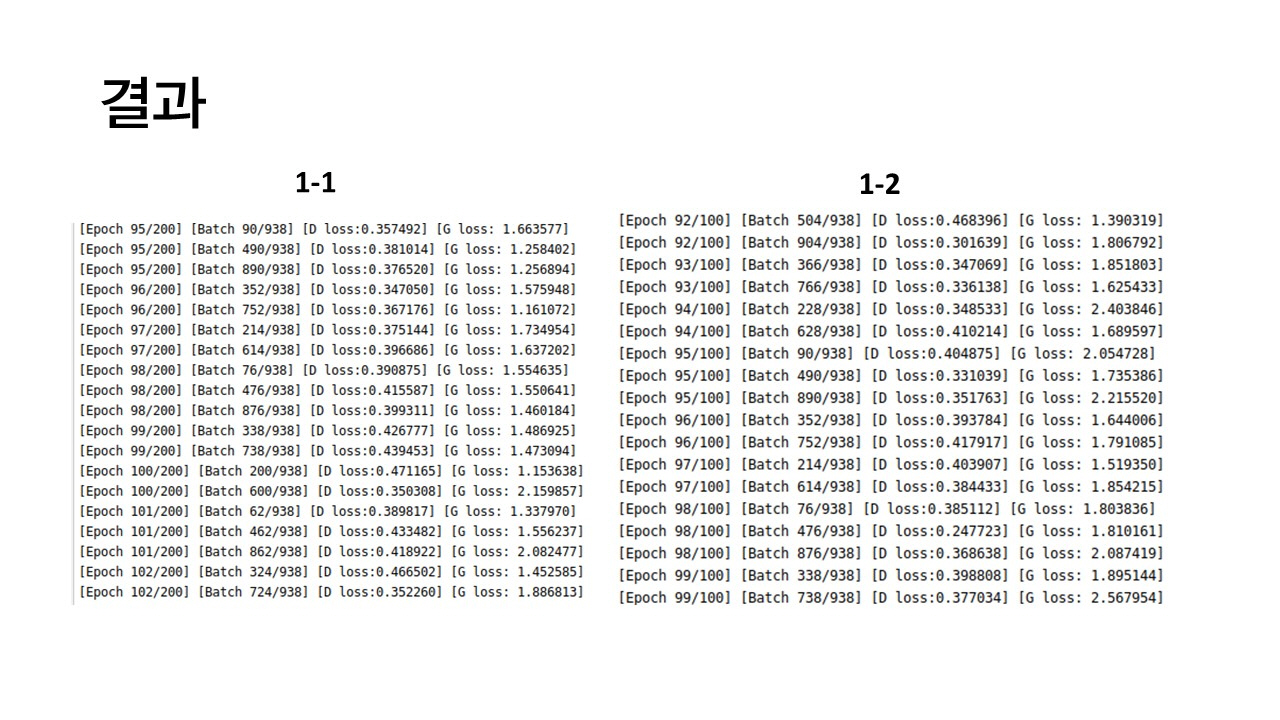 결과
1-1
[Epoch 95/200] [Batch 90/938] [D loss:0.357492] [G loss: 1.663577]
[Epoch 95/200] [Batch 490/938] [D loss:0.381014] [G loss: 1.258402]
[Epoch 95/200] [Batch 890/938] [D loss:0.376520] [G loss: 1.256894]
[Epoch 96/200] [Batch 352/938] [D loss:0.347050] [G loss: 1.575948]
[Epoch 96/200] [Batch 752/938] [D loss:0.367176] [G loss: 1.161072]
[Epoch 97/200] [Batch 214/938] [D loss:0.375144] [G loss: 1.734954]
[Epoch 97/200] [Batch 614/938] [D loss:0.396686] [G loss: 1.637202]
[Epoch 98/200] [Batch 76/938] [D loss:0.390875] [G loss: 1.554635]
[Epoch 98/200] [Batch 476/938] [D loss:0.415587] [G loss: 1.550641]
[Epoch 98/200] [Batch 876/938] [D loss:0.399311] [G loss: 1.460184]
[Epoch 99/200] [Batch 338/938] [D loss:0.426777] [G loss: 1.486925]
[Epoch 99/200] [Batch 738/938] [D loss:0.439453] [G loss: 1.473094]
[Epoch 100/200] [Batch 200/938] [D loss:0.471165] [G loss: 1.153638]
[Epoch 100/200] [Batch 600/938] [D loss:0.350308] [G loss: 2.159857]
[Epoch 101/200] [Batch 62/938] [D loss:0.389817] [G loss: 1.337970]
[Epoch 101/200] [Batch 462/938] [D loss:0.433482] [G loss: 1.556237]
[Epoch 101/200] [Batch 862/938] [D loss:0.418922] [G loss: 2.082477]
[Epoch 102/200] [Batch 324/938] [D loss:0.466502] [G loss: 1.452585]
[Epoch 102/200] [Batch 724/938] [D loss:0.352260] [G loss: 1.886813]
1-2
[Epoch 92/100] [Batch 504/938] [D loss:0.468396] [G loss: 1.390319]
[Epoch 92/100] [Batch 904/938] [D loss:0.301639] [G loss: 1.806792]
[Epoch 93/100] [Batch 366/938] [D loss:0.347069] [G loss: 1.851803]
[Epoch 93/100] [Batch 766/938] [D loss:0.336138] [G loss: 1.625433]
[Epoch 94/100] [Batch 228/938] [D loss:0.348533] [G loss: 2.403846]
[Epoch 94/100] [Batch 628/938] [D loss:0.410214] [G loss: 1.689597]
[Epoch 95/100] [Batch 90/938] [D loss:0.404875] [G loss: 2.054728]
[Epoch 95/100] [Batch 490/938] [D loss:0.331039] [G loss: 1.735386]
[Epoch 95/100] [Batch 890/938] [D loss:0.351763] [G loss: 2.215520]
[Epoch 96/100] [Batch 352/938] [D loss:0.393784] [G loss: 1.644006]
[Epoch 96/100] [Batch 752/938] [D loss:0.417917] [G loss: 1.791085]
[Epoch 97/100] [Batch 214/938] [D loss:0.403907] [G loss: 1.519350]
[Epoch 97/100] [Batch 614/938] [D loss:0.384433] [G loss: 1.854215]
[Epoch 98/100] [Batch 76/938] [D loss:0.385112] [G loss: 1.803836]
[Epoch 98/100] [Batch 476/938] [D loss:0.247723] [G loss: 1.810161]
[Epoch 98/100] [Batch 876/938] [D loss:0.368638] [G loss: 2.087419]
[Epoch 99/100] [Batch 338/938] [D loss:0.398808] [G loss: 1.895144]
[Epoch 99/100] [Batch 738/938] [D loss:0.377034] [G loss: 2.567954]